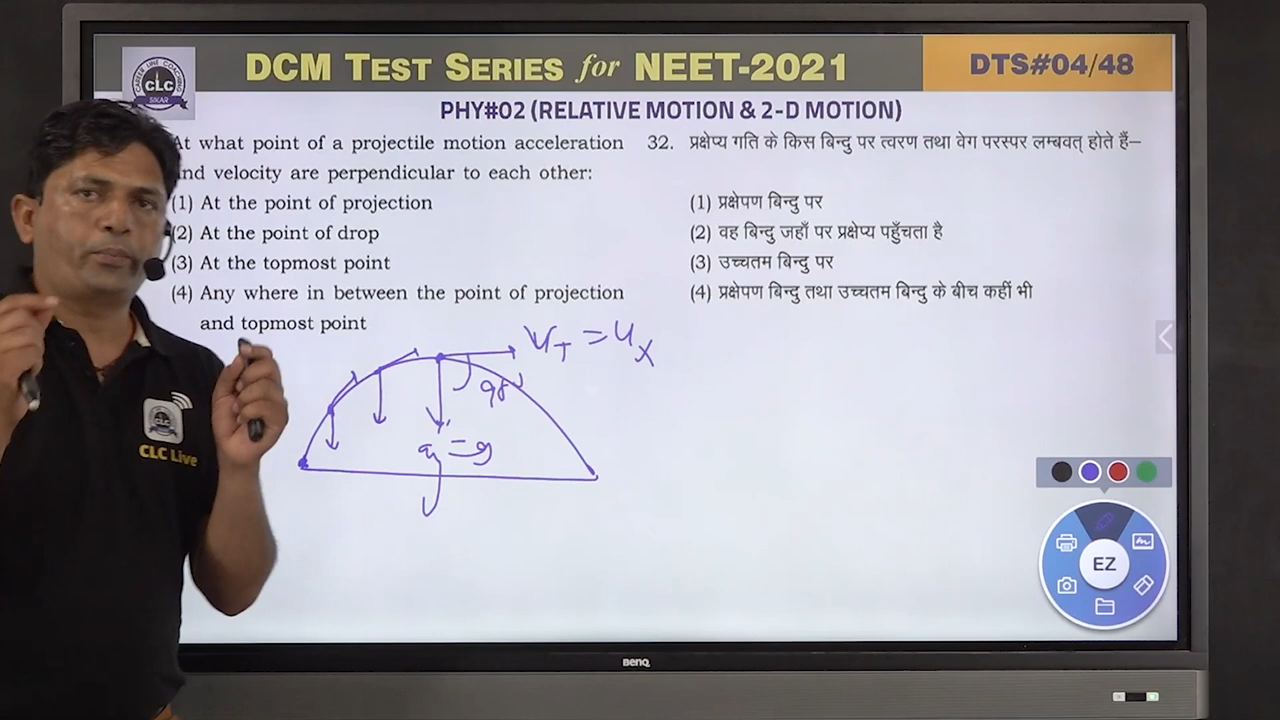 DCM TEST SERIES for NEET-2021
DTS#04/48
CAREER LINE COACHING
CLC
SIKAR
PHY#02 (RELATIVE MOTION & 2-D MOTION)
At what point of a projectile motion acceleration
and velocity are perpendicular to each other:
(1) At the point of projection
(2) At the point of drop
(3) At the topmost point
(4) Any where in between the point of projection
and topmost point
32. प्रक्षेप्य गति के किस बिन्दु पर त्वरण तथा वेग परस्पर लम्बवत् होते हैं–
(1) प्रक्षेपण बिन्दु पर
(2) वह बिन्दु जहाँ पर प्रक्षेप्य पहुँचता है
(3) उच्चतम बिन्दु पर
(4) प्रक्षेपण बिन्दु तथा उच्चतम बिन्दु के बीच कहीं भी
= u x
= g
CLC Live
EZ
BenQ